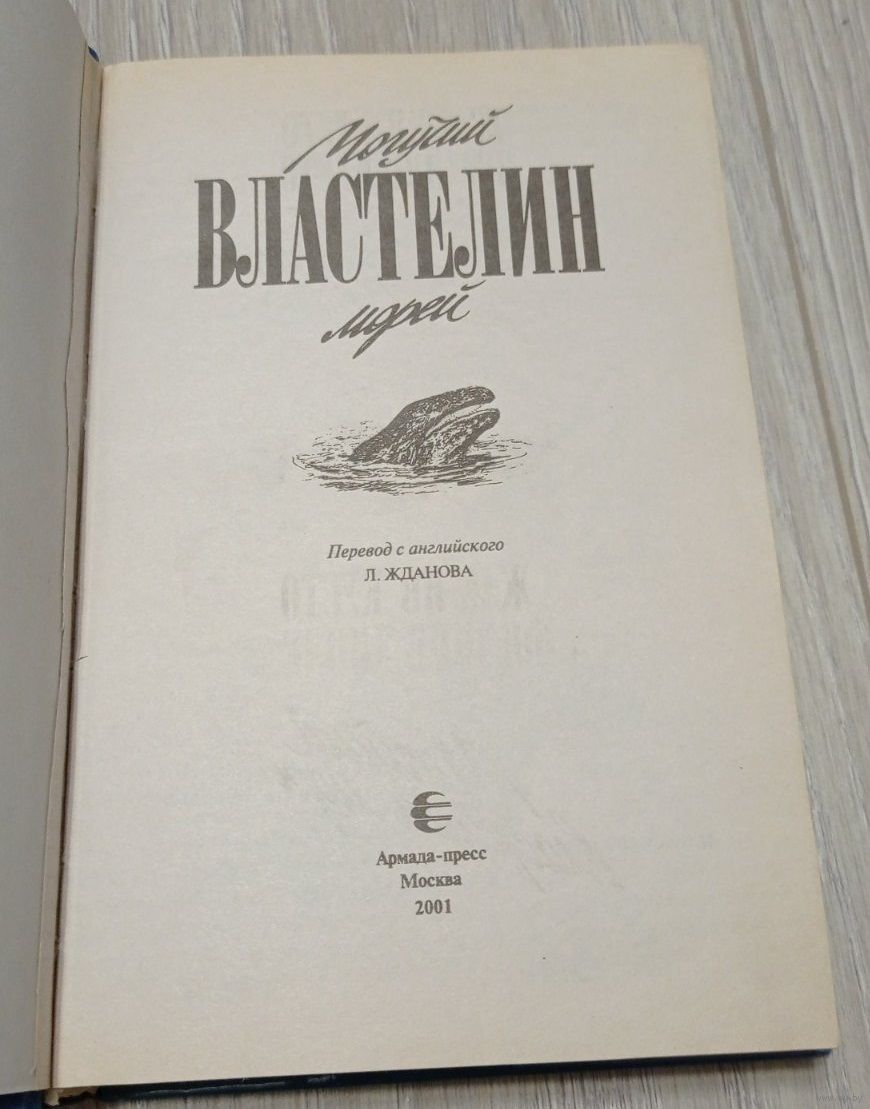 Могучий
ВЛАСТЕЛИН
морей
Перевод с английского
Л. ЖДАНОВА
Армада-пресс
Москва
2001